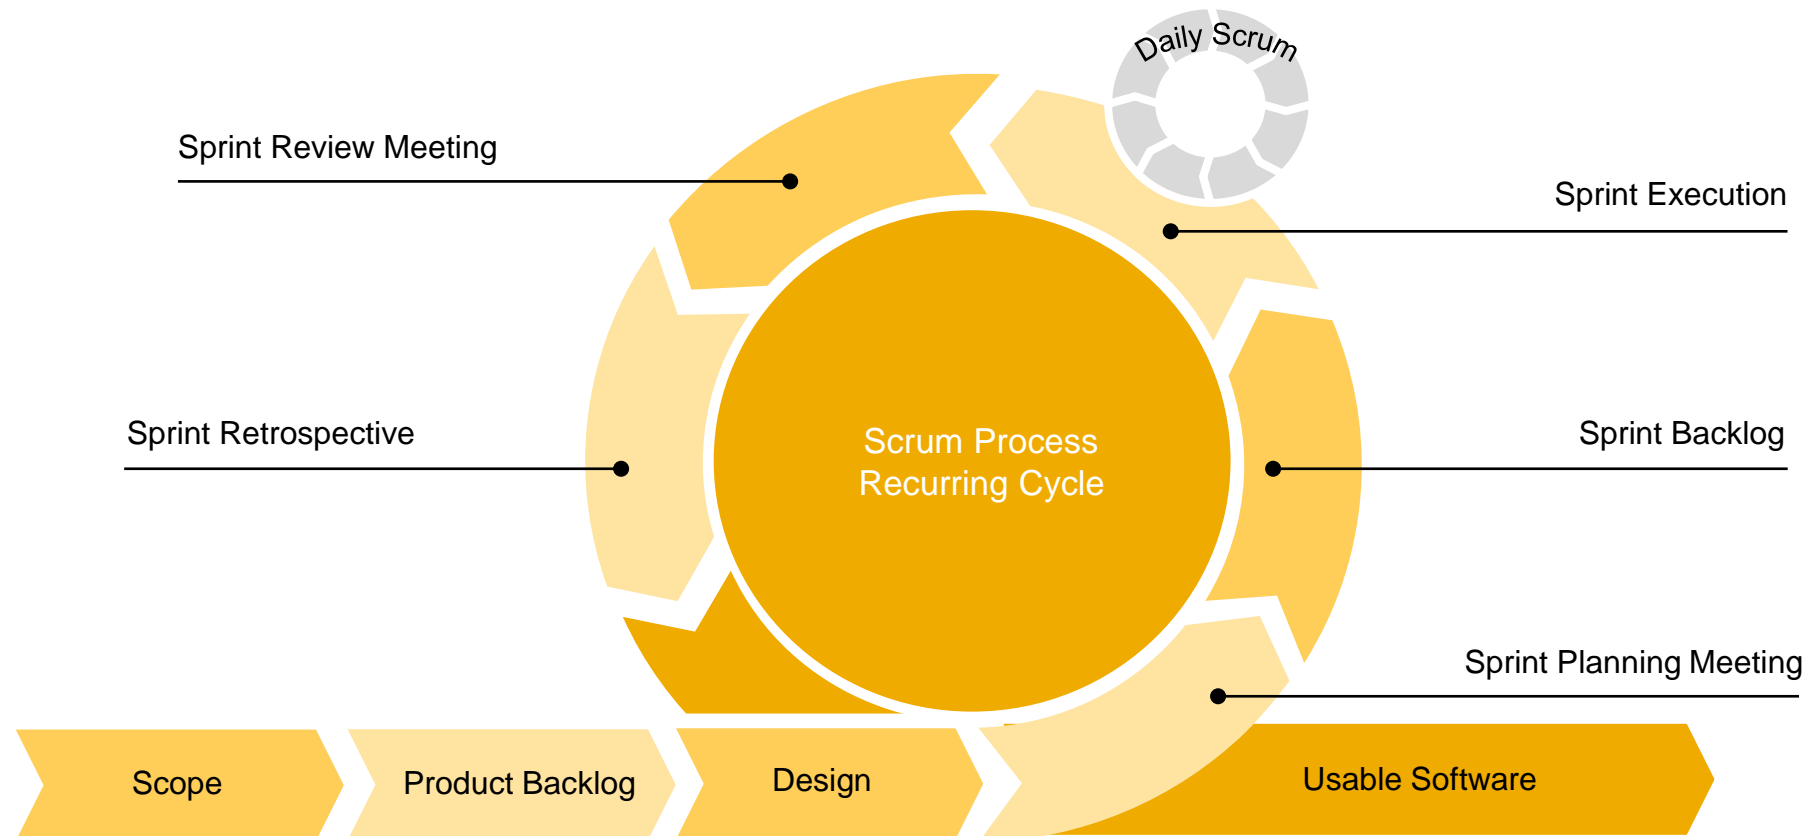 Daily Scrum
Sprint Review Meeting
Sprint Execution
Sprint Retrospective
Scrum Process
Recurring Cycle
Sprint Backlog
Sprint Planning Meeting
Scope
Product Backlog
Design
Usable Software